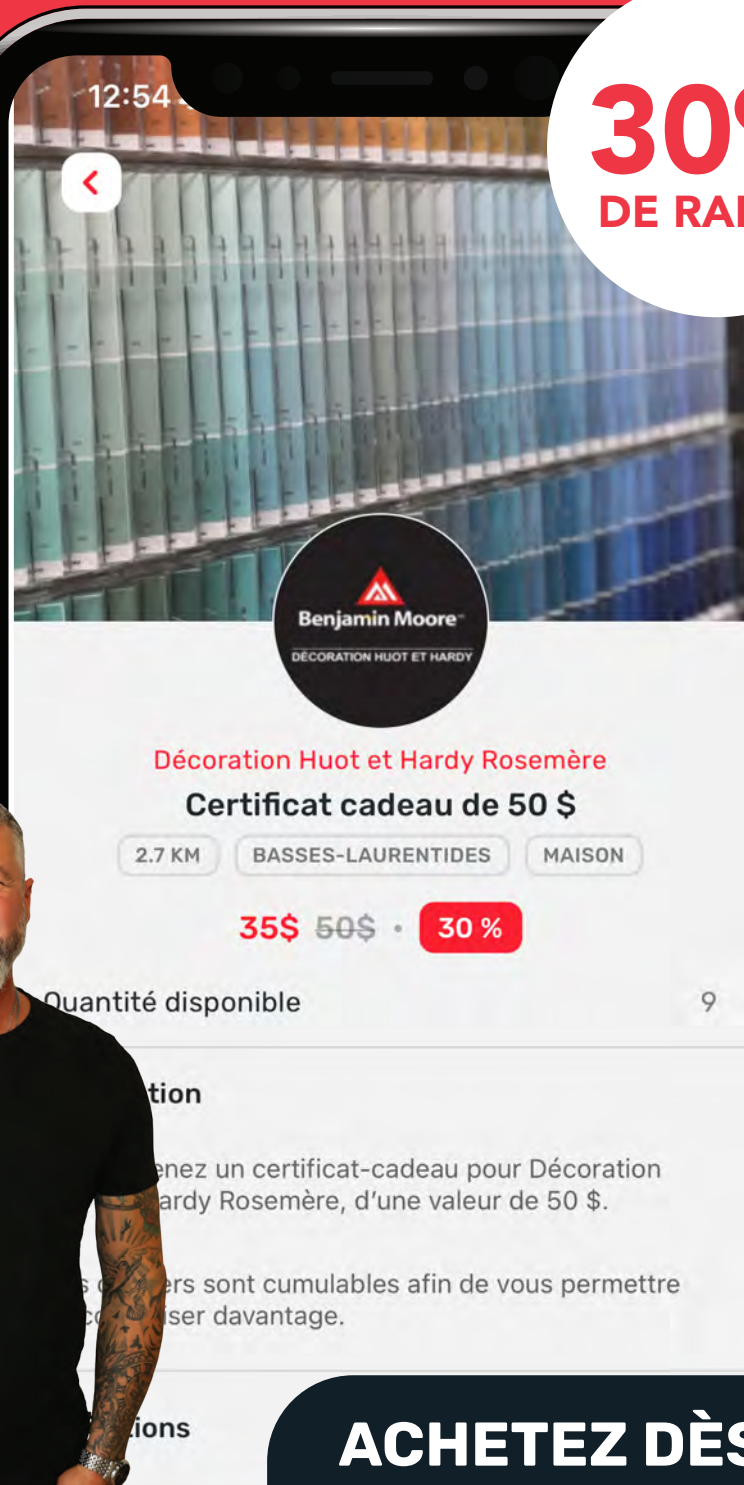 12:54
30
DE RA
Benjamin Moore
DÉCORATION HUOT ET HARDY
Décoration Huot et Hardy Rosemère
Certificat cadeau de 50 $
2.7 KM BASSES-LAURENTIDES MAISON
35$ 50$ • 30 %
Quantité disponible 9
tion
enez un certificat-cadeau pour Décoration
ardy Rosemère, d'une valeur de 50 $.
ers sont cumulables afin de vous permettre
iser davantage.
ions
ACHETEZ DÈS